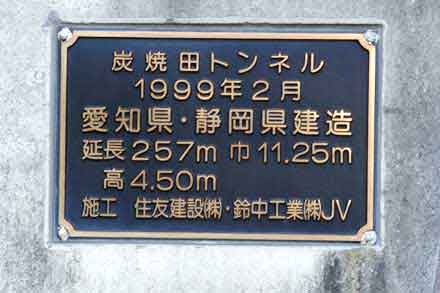 炭焼田トンネル
1999年2月
愛知県・静岡県建造
延長257m 巾11.25m
高4.50m
施工 住友建設㈱・鈴中工業㈱JV